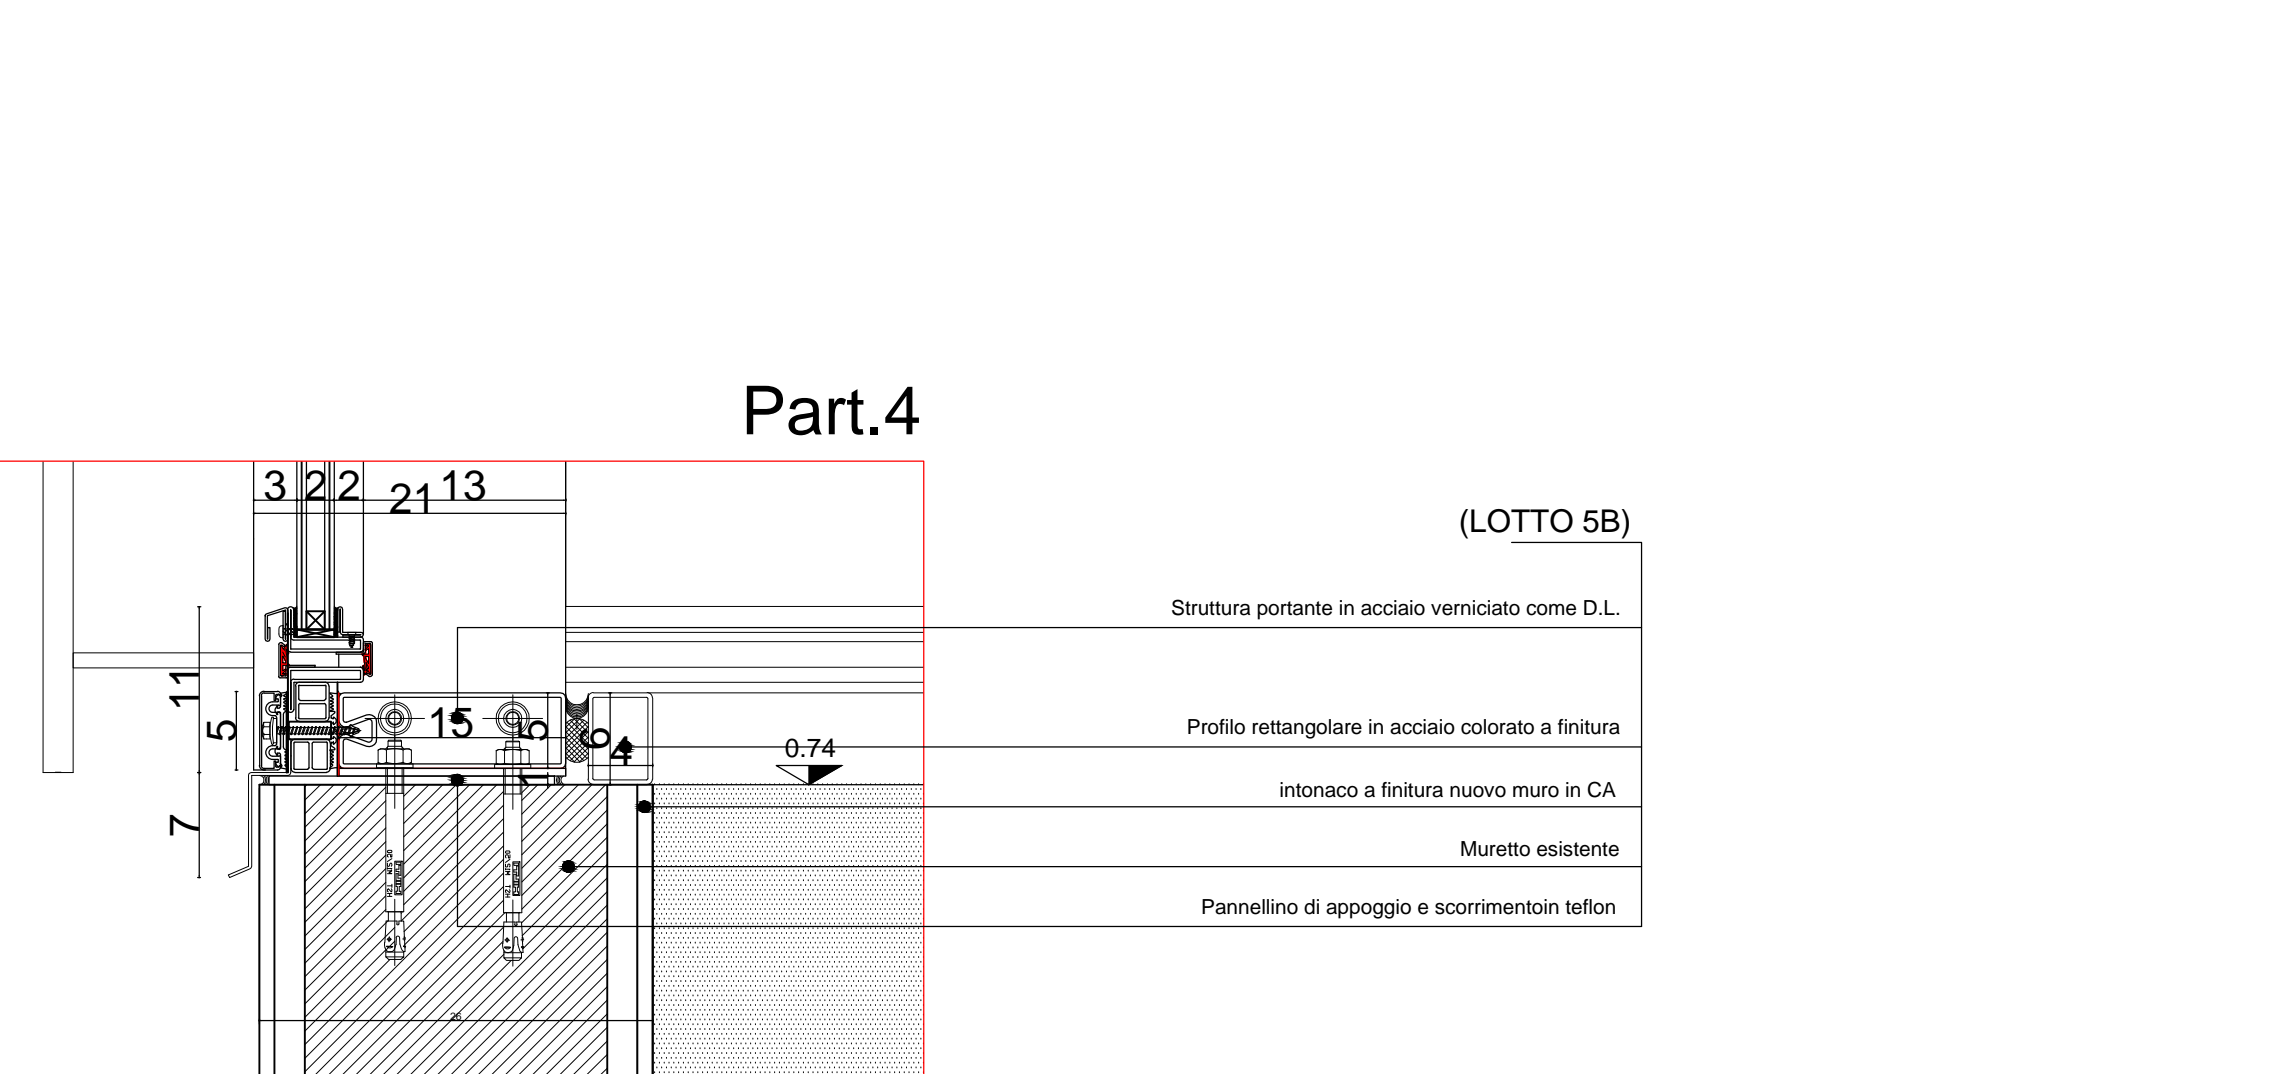 Part.4
3 2 2 13
21
(LOTTO 5B)
Struttura portante in acciaio verniciato come D.L.
11
5
15
5
6
4
Profilo rettangolare in acciaio colorato a finitura
0.74
1
intonaco a finitura nuovo muro in CA
7
Muretto esistente
Pannellino di appoggio e scorrimentoin teflon
26